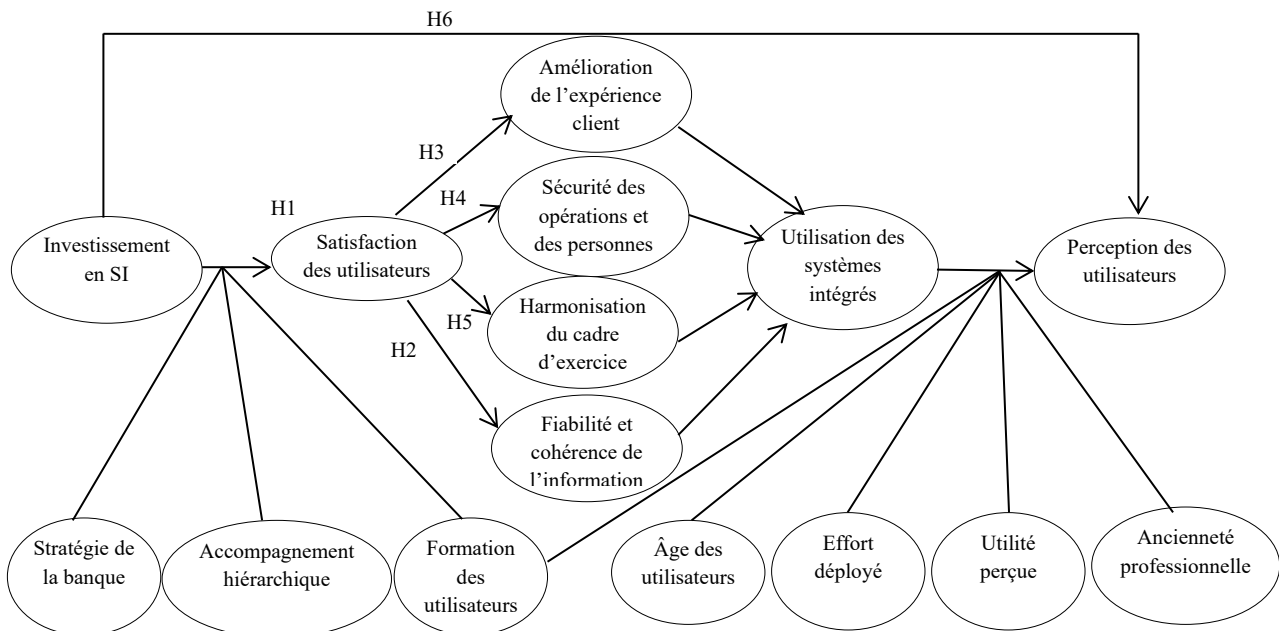 H6
Amélioration
de l'expérience
client
H3
H4
Sécurité des
opérations et
des personnes
H1
Investissement
en SI
Satisfaction
des utilisateurs
Utilisation des
systèmes
intégrés
Perception des
utilisateurs
H5
Harmonisation
du cadre
d'exercice
H2
Fiabilité et
cohérence de
l'information
Stratégie de
la banque
Accompagnement
hiérarchique
Formation
des
utilisateurs
Âge des
utilisateurs
Effort
déployé
Utilité
perçue
Ancienneté
professionnelle